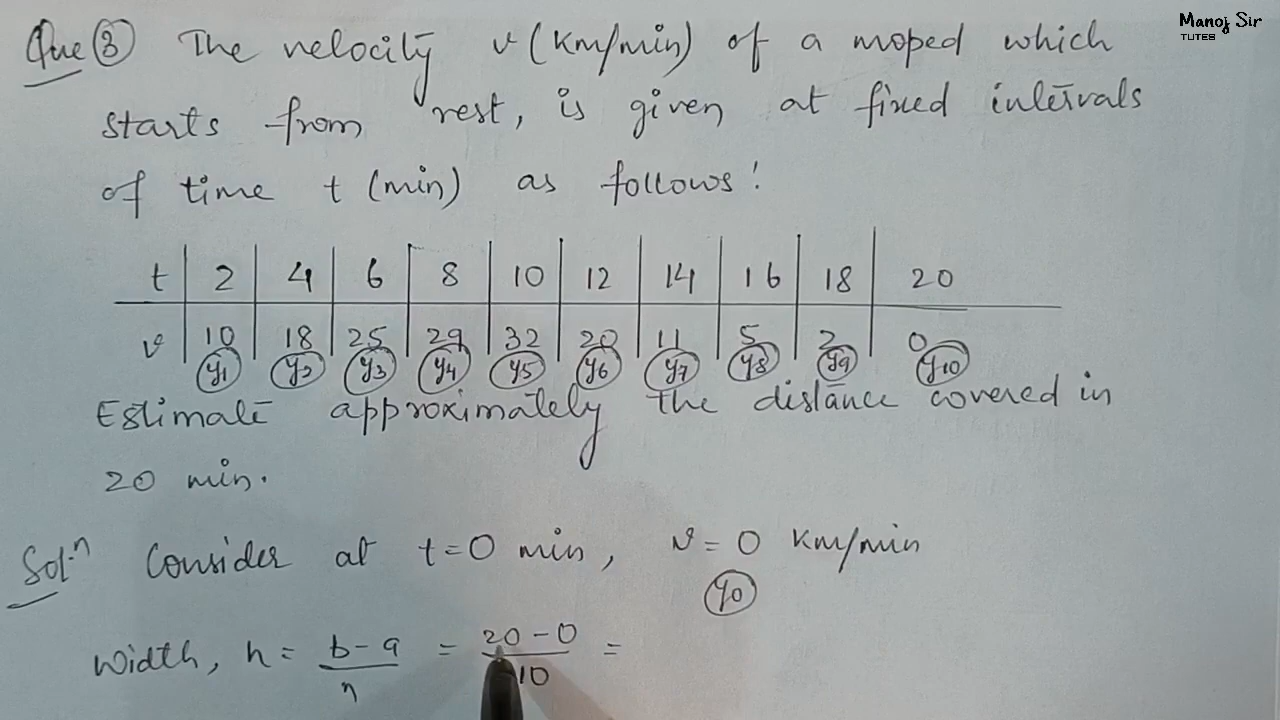 Manoj Sir
TUTES
Que ③ The velocity v (km/min) of a moped which
starts from rest, is given at fixed intervals
of time t (min) as follows:
t 2 4 6 8 10 12 14 16 18 20
v 10 18 25 29 32 20 11 5 2 0
y1 y2 y3 y4 y5 y6 y7 y8 y9 y10
Estimate approximately the distance covered in
20 min.
Sol.n Consider at t=0 min, v = 0 km/min
y0
Width, h = b-a/n = 20-0/10 =